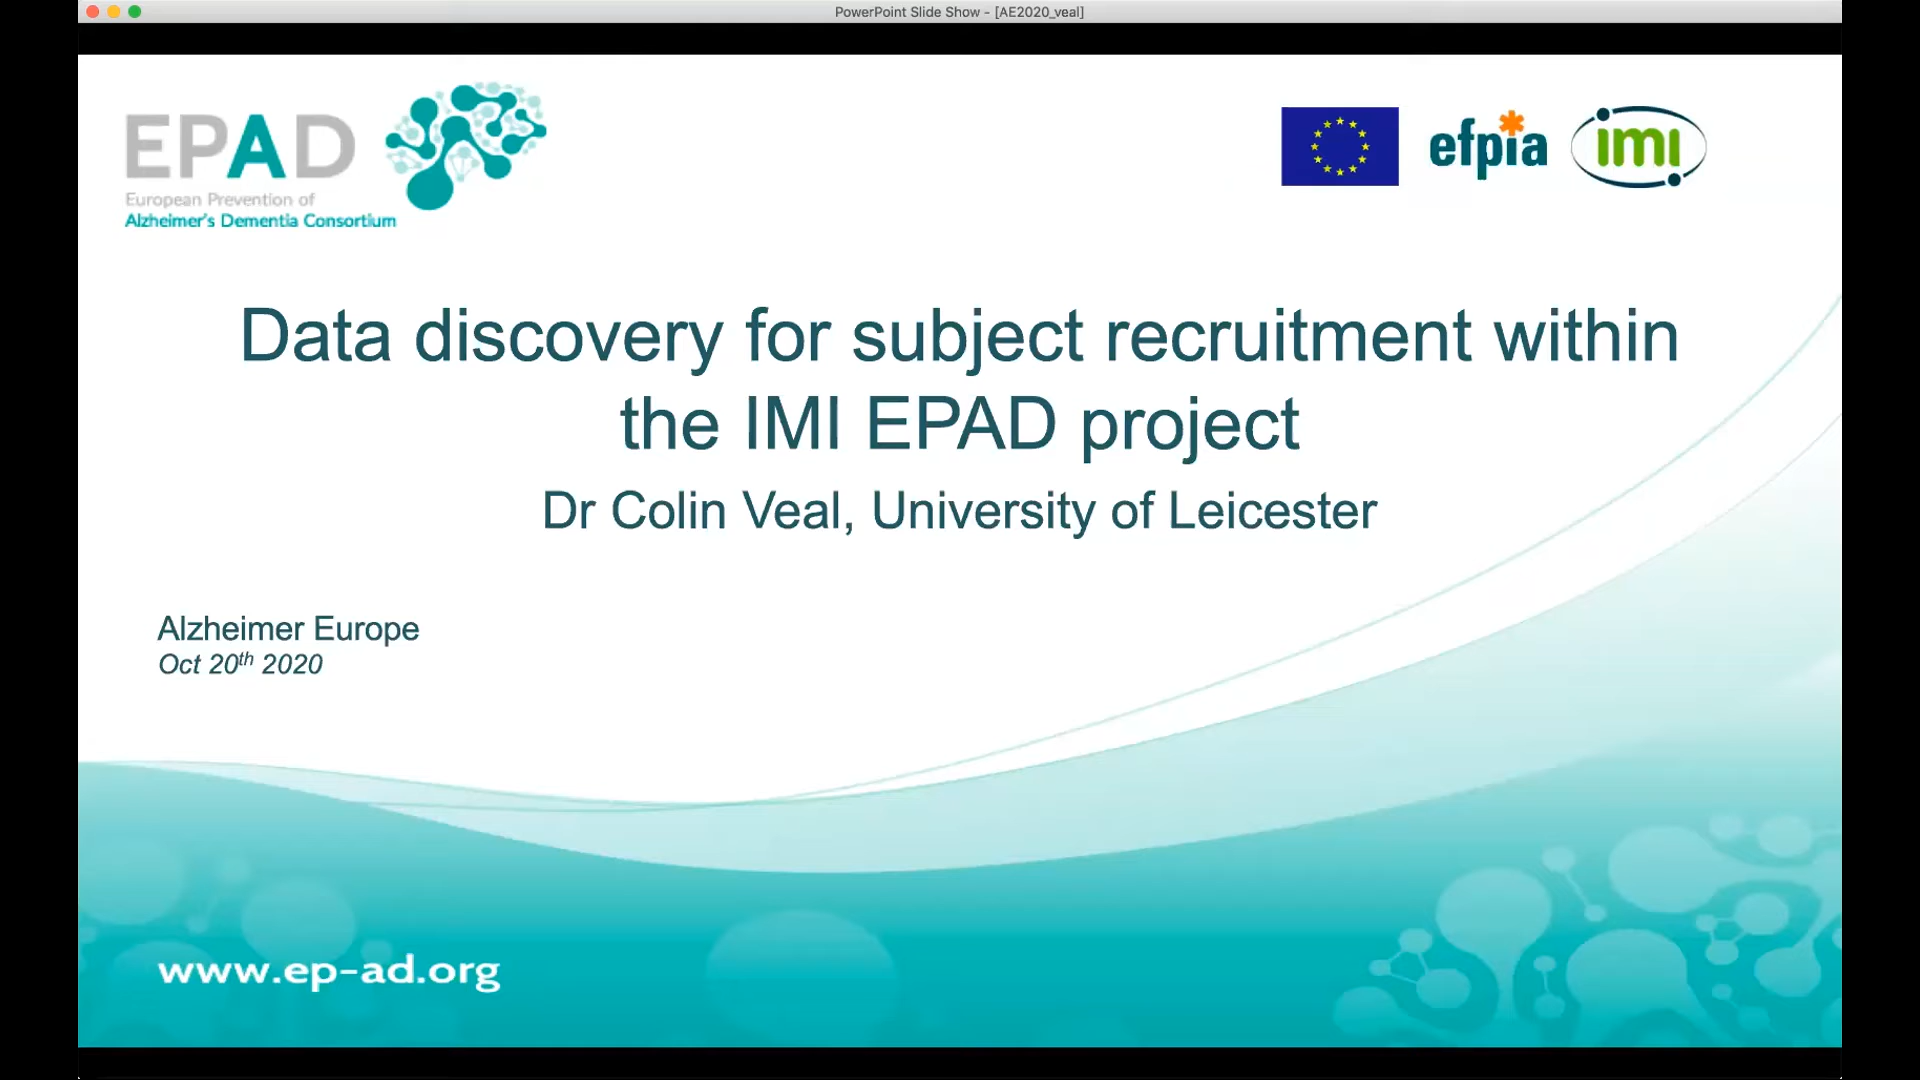 PowerPoint Slide Show - [AE2020_veal]
EPAD
European Prevention of
Alzheimer's Dementia Consortium
efpia
imi
Data discovery for subject recruitment within
the IMI EPAD project
Dr Colin Veal, University of Leicester
Alzheimer Europe
Oct 20th 2020
www.ep-ad.org